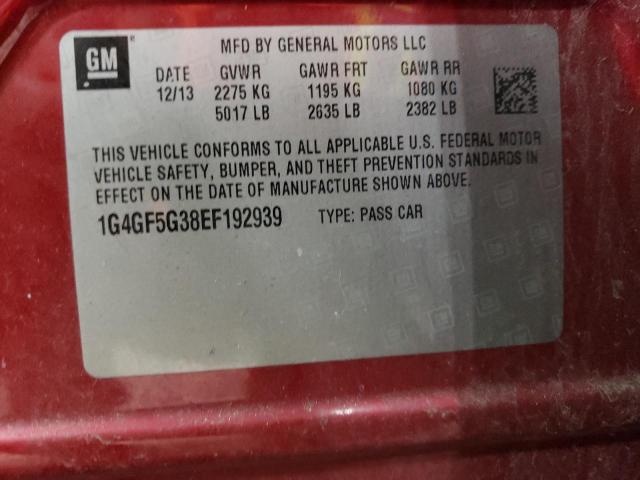 GM
MFD BY GENERAL MOTORS LLC
DATE GVWR GAWR FRT GAWR RR
12/13 2275 KG 1195 KG 1080 KG
5017 LB 2635 LB 2382 LB
THIS VEHICLE CONFORMS TO ALL APPLICABLE U.S. FEDERAL MOTOR
VEHICLE SAFETY, BUMPER, AND THEFT PREVENTION STANDARDS IN
EFFECT ON THE DATE OF MANUFACTURE SHOWN ABOVE.
1G4GF5G38EF192939 TYPE: PASS CAR